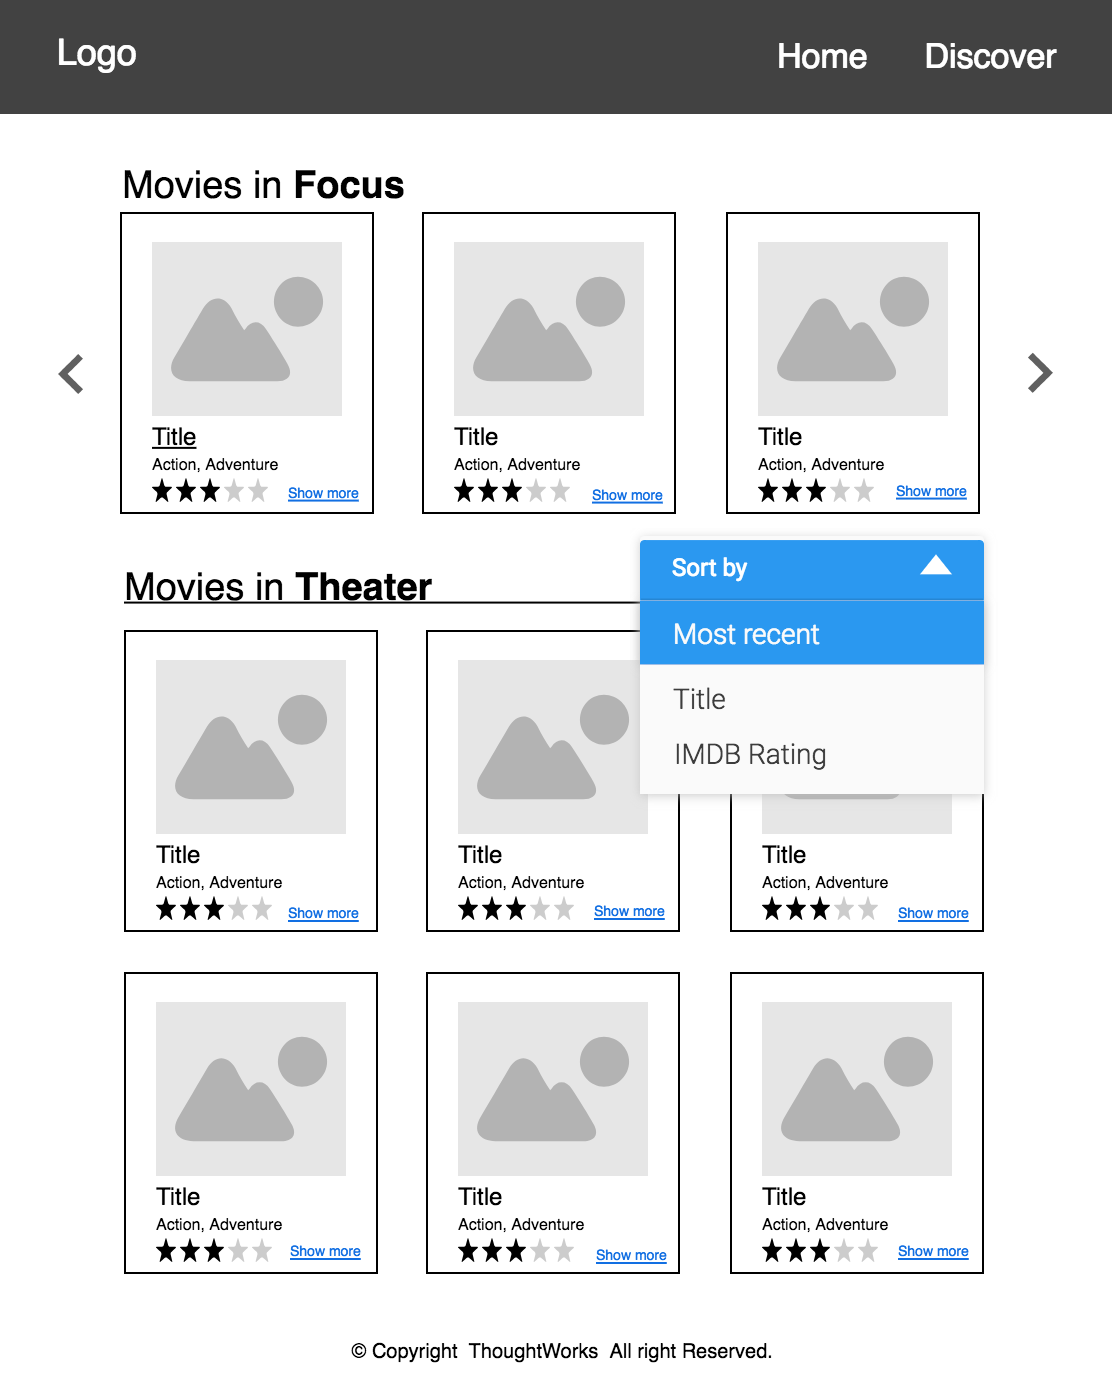 Logo
Home Discover
Movies in Focus
Title Title Title
Action, Adventure Action, Adventure Action, Adventure
Show more Show more Show more
Sort by
Movies in Theater
Most recent
Title
IMDB Rating
Title Title Title
Action, Adventure Action, Adventure Action, Adventure
Show more Show more Show more
Title Title Title
Action, Adventure Action, Adventure Action, Adventure
Show more Show more Show more
© Copyright ThoughtWorks All right Reserved.